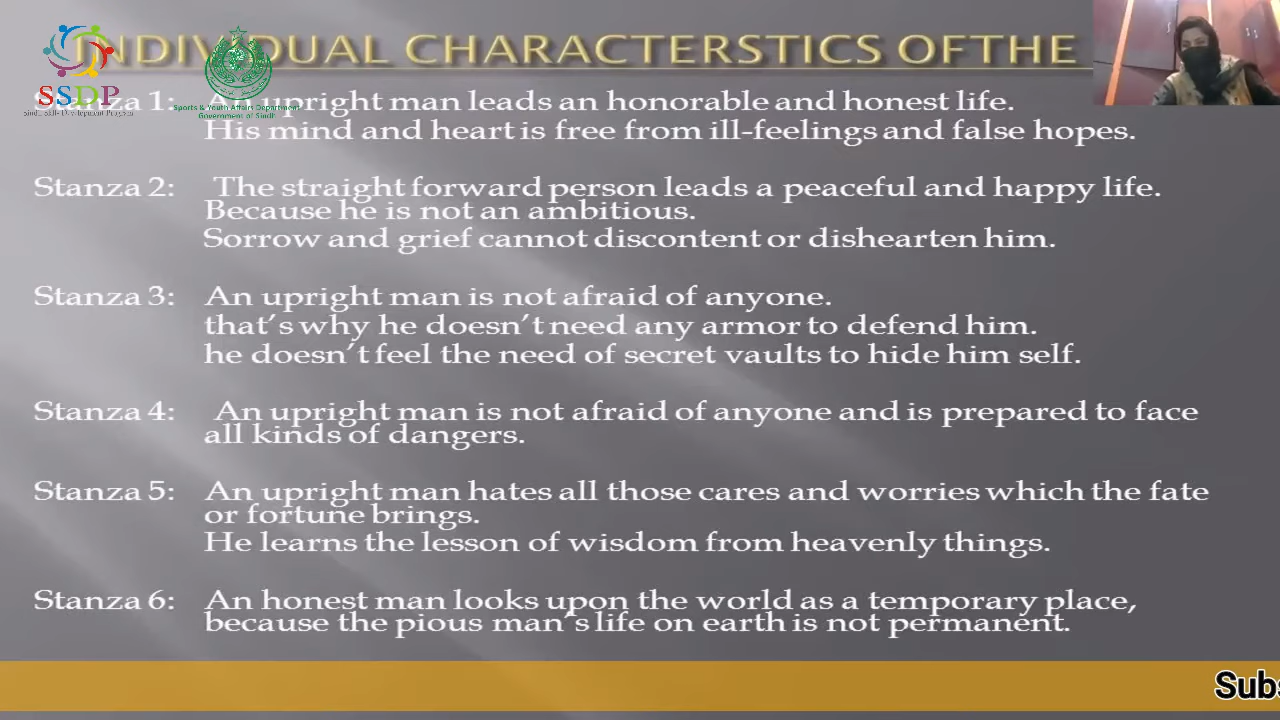 INDIVIDUAL CHARACTERSTICS OFTHE
SSDP
Sports & Youth Affairs Department
Government of Sindh
Stanza 1: An upright man leads an honorable and honest life.
His mind and heart is free from ill-feelings and false hopes.
Stanza 2: The straight forward person leads a peaceful and happy life.
Because he is not an ambitious.
Sorrow and grief cannot discontent or dishearten him.
Stanza 3: An upright man is not afraid of anyone.
that's why he doesn't need any armor to defend him.
he doesn't feel the need of secret vaults to hide him self.
Stanza 4: An upright man is not afraid of anyone and is prepared to face
all kinds of dangers.
Stanza 5: An upright man hates all those cares and worries which the fate
or fortune brings.
He learns the lesson of wisdom from heavenly things.
Stanza 6: An honest man looks upon the world as a temporary place,
because the pious man's life on earth is not permanent.
Subs